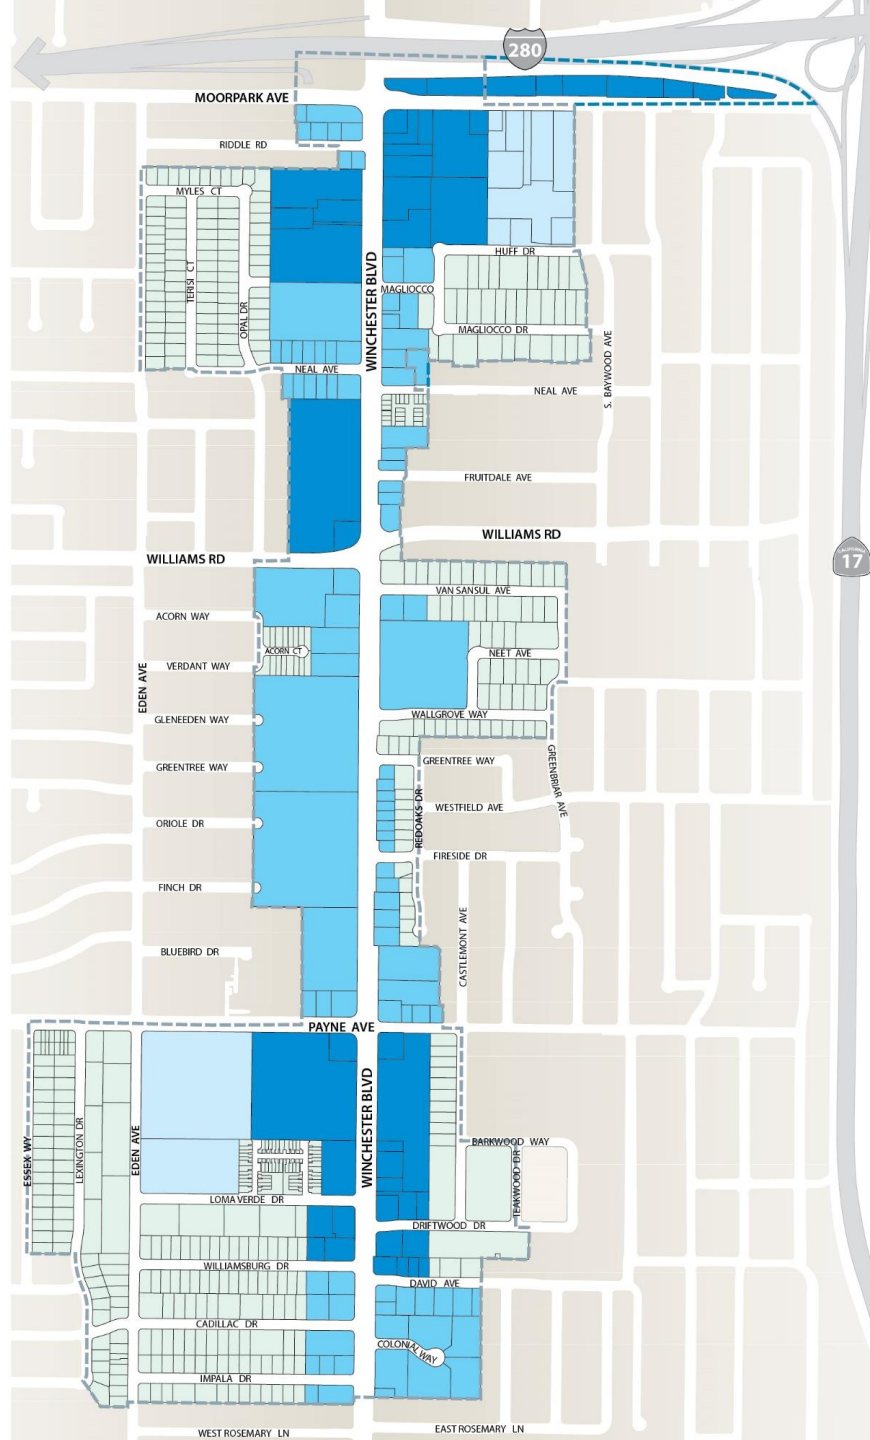 280
MOORPARK AVE
RIDDLE RD
MYLES CT
TERISI CT
OPAL DR
WINCHESTER BLVD
HUFF DR
MAGLIOCCO
MAGLIOCCO DR
S. BAYWOOD AVE
NEAL AVE
NEAL AVE
FRUITDALE AVE
WILLIAMS RD
WILLIAMS RD
CALIFORNIA
17
VAN SANSUL AVE
ACORN WAY
ACORN CT
NEET AVE
VERDANT WAY
EDEN AVE
GLENEEDEN WAY
WALLGROVE WAY
GREENTREE WAY
GREENTREE WAY
GREENBRIAR AVE
REDOAKS DR
WESTFIELD AVE
ORIOLE DR
FIRESIDE DR
FINCH DR
CASTLEMONT AVE
BLUEBIRD DR
PAYNE AVE
WINCHESTER BLVD
ESSEX WY
LEXINGTON DR
EDEN AVE
BARKWOOD WAY
TEAKWOOD DR
LOMA VERDE DR
DRIFTWOOD DR
WILLIAMSBURG DR
DAVID AVE
CADILLAC DR
COLONIAL WAY
IMPALA DR
WEST ROSEMARY LN
EAST ROSEMARY LN